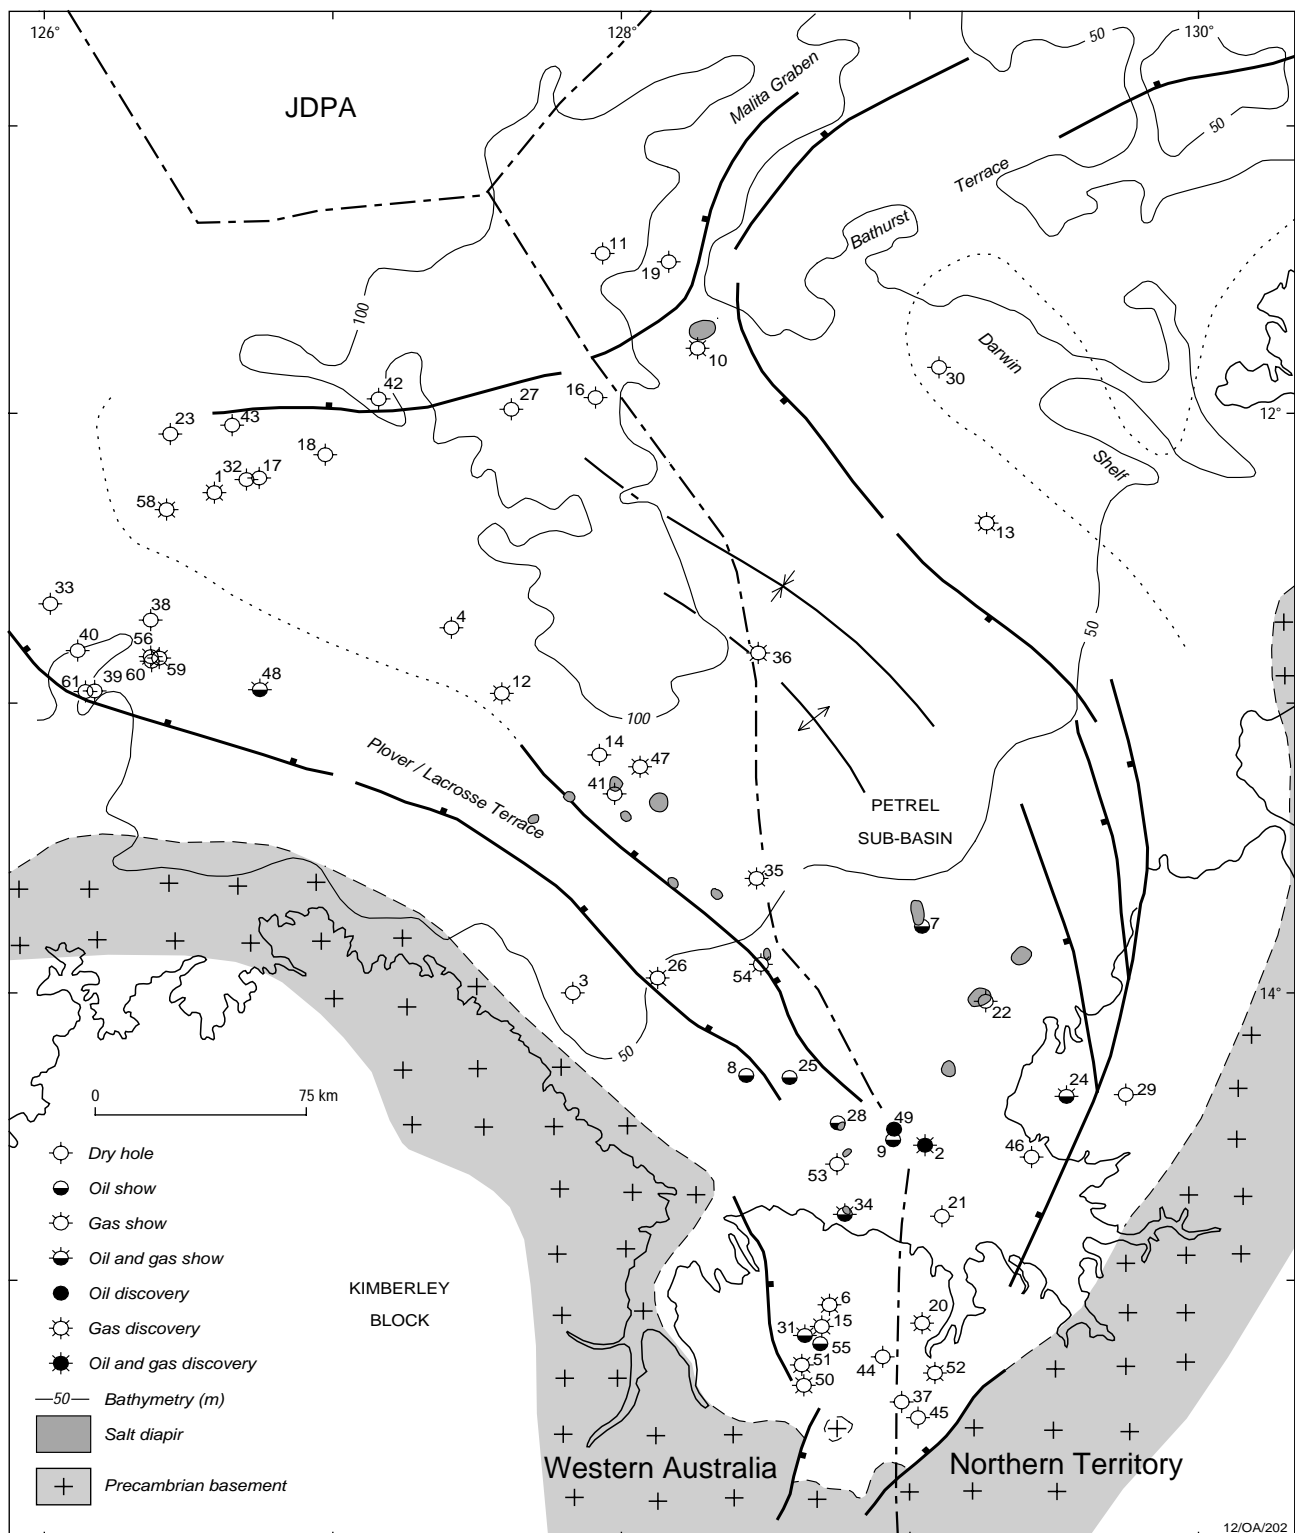 126°
128°
130°
50
JDPA
Malita Graben
50
Terrace
Bathurst
11
19
100
10
Darwin
30
42
16
27
12°
23
43
18
Shelf
32
17
1
58
13
33
38
4
50
40
56
36
59
60
61
39
48
12
100
14
47
Plover / Lacrosse Terrace
41
PETREL
SUB-BASIN
35
7
54
26
3
14°
22
50
8
25
24
29
0
75 km
28
49
9
2
46
53
Dry hole
Oil show
34
21
Gas show
Oil and gas show
KIMBERLEY
BLOCK
Oil discovery
6
20
15
31
Gas discovery
55
44
51
52
Oil and gas discovery
50
37
45
50 Bathymetry (m)
Salt diapir
Western Australia
Northern Territory
Precambrian basement
12/OA/202